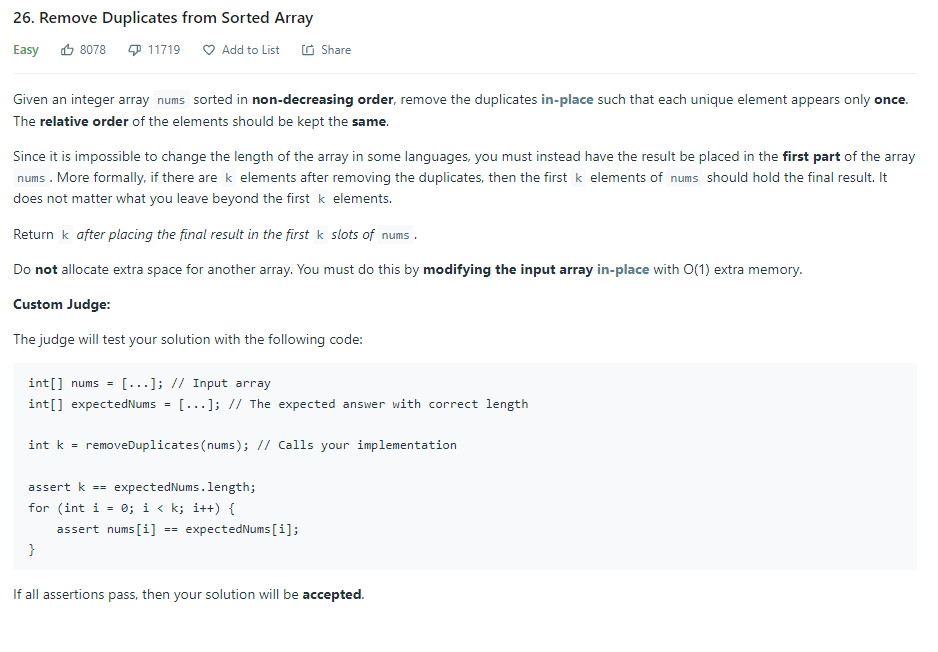 26. Remove Duplicates from Sorted Array
Easy 8078 11719 Add to List Share
Given an integer array nums sorted in non-decreasing order, remove the duplicates in-place such that each unique element appears only once.
The relative order of the elements should be kept the same.
Since it is impossible to change the length of the array in some languages, you must instead have the result be placed in the first part of the array
nums . More formally, if there are k elements after removing the duplicates, then the first k elements of nums should hold the final result. It
does not matter what you leave beyond the first k elements.
Return k after placing the final result in the first k slots of nums .
Do not allocate extra space for another array. You must do this by modifying the input array in-place with O(1) extra memory.
Custom Judge:
The judge will test your solution with the following code:
int[] nums = [...]; // Input array
int[] expectedNums = [...]; // The expected answer with correct length
int k = removeDuplicates(nums); // Calls your implementation
assert k == expectedNums.length;
for (int i = 0; i < k; i++) {
    assert nums[i] == expectedNums[i];
}
If all assertions pass, then your solution will be accepted.